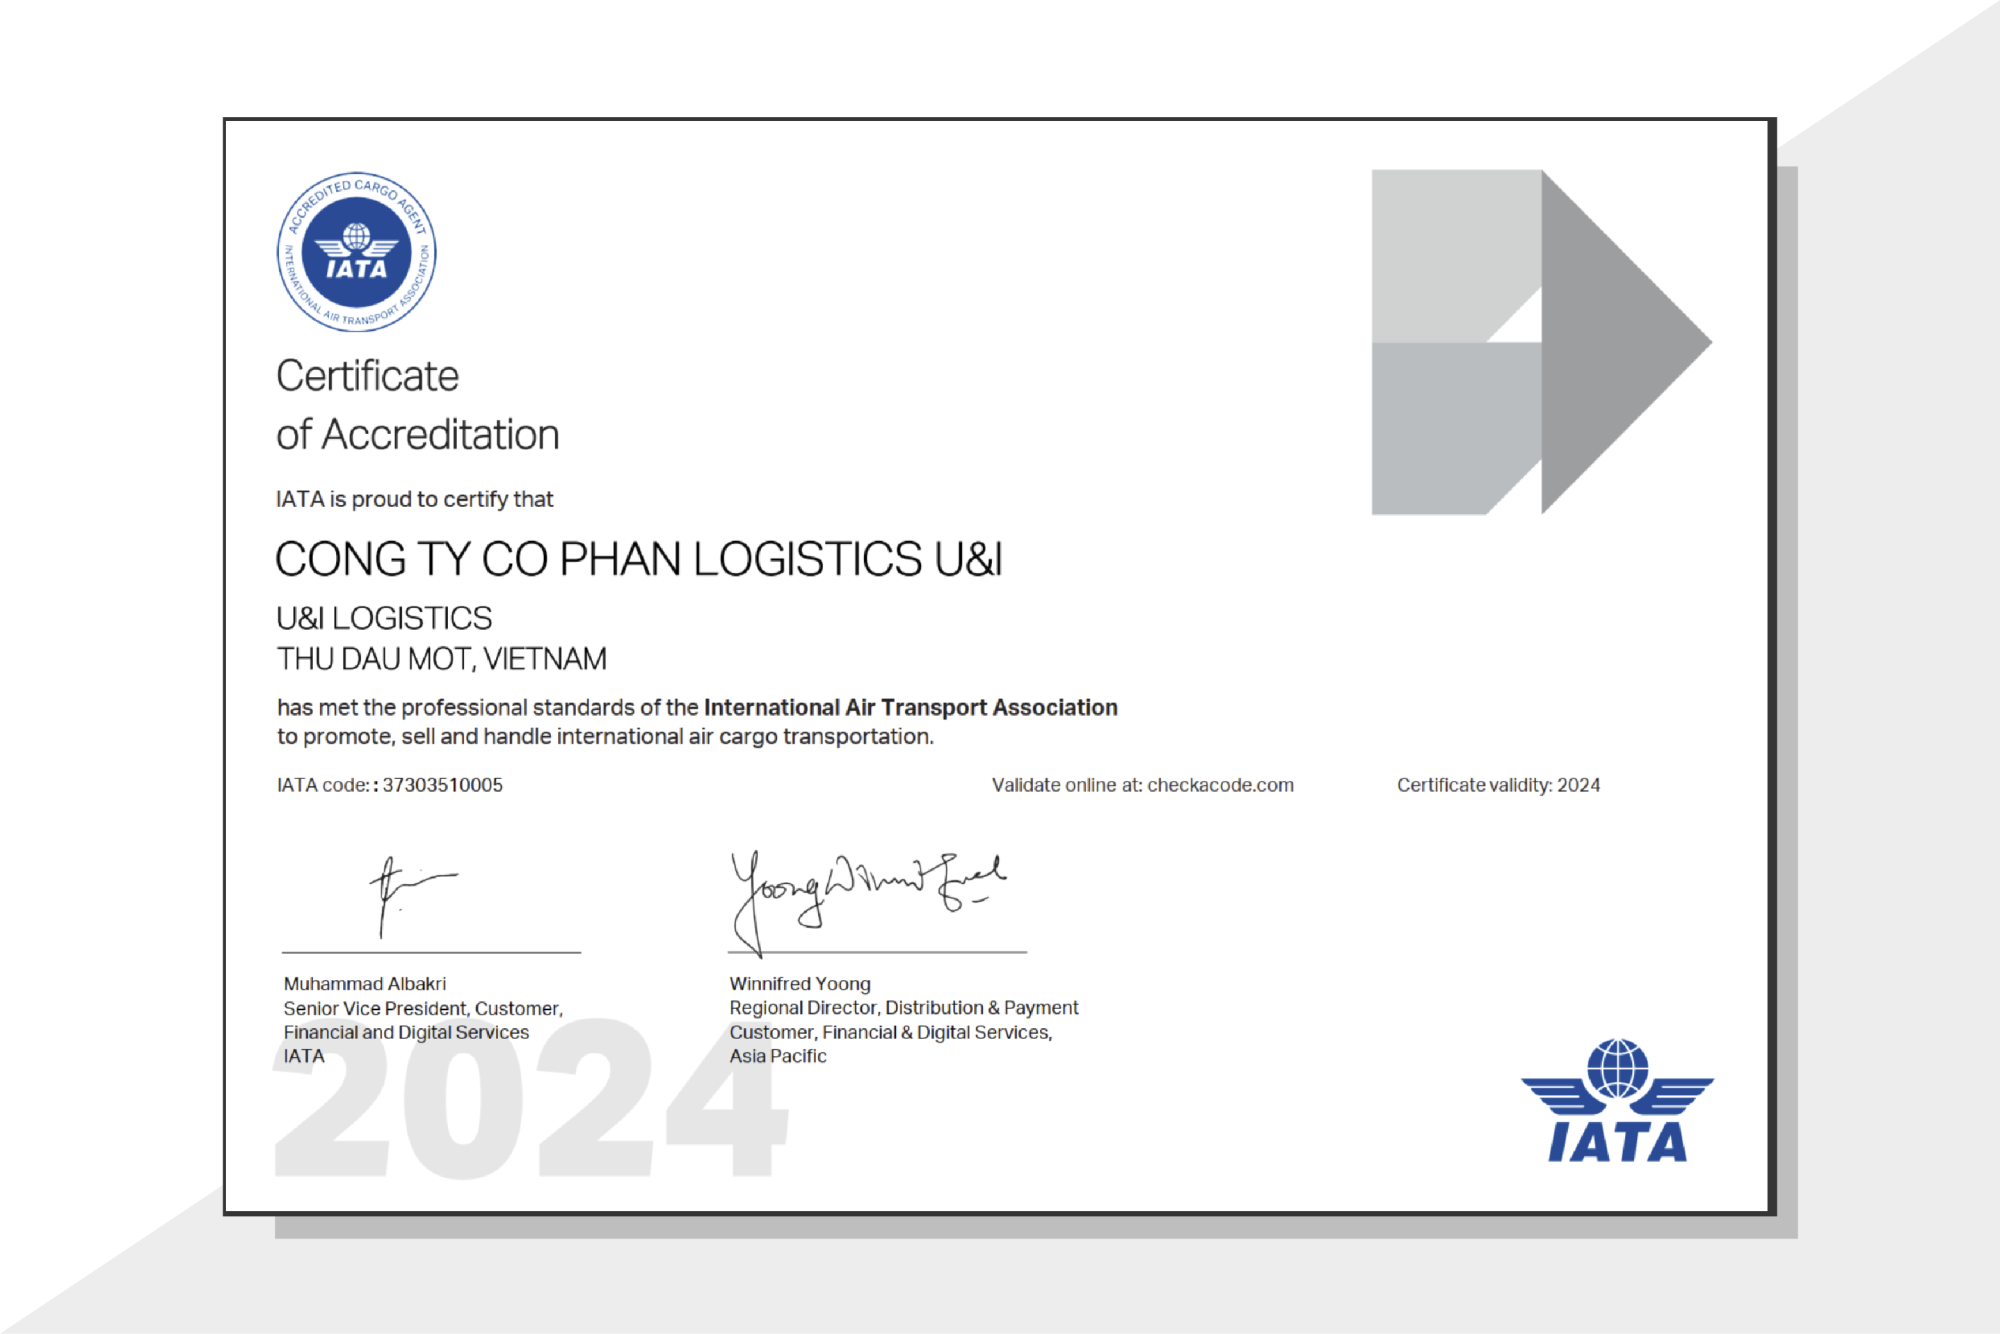 ACCREDITED CARGO AGENT
INTERNATIONAL AIR TRANSPORT ASSOCIATION
IATA
Certificate
of Accreditation
IATA is proud to certify that
CONG TY CO PHAN LOGISTICS U&I
U&I LOGISTICS
THU DAU MOT, VIETNAM
has met the professional standards of the International Air Transport Association
to promote, sell and handle international air cargo transportation.
IATA code: : 37303510005
Validate online at: checkacode.com
Certificate validity: 2024
Muhammad Albakri
Senior Vice President, Customer,
Financial and Digital Services
IATA
Winnifred Yoong
Regional Director, Distribution & Payment
Customer, Financial & Digital Services,
Asia Pacific
2024
IATA